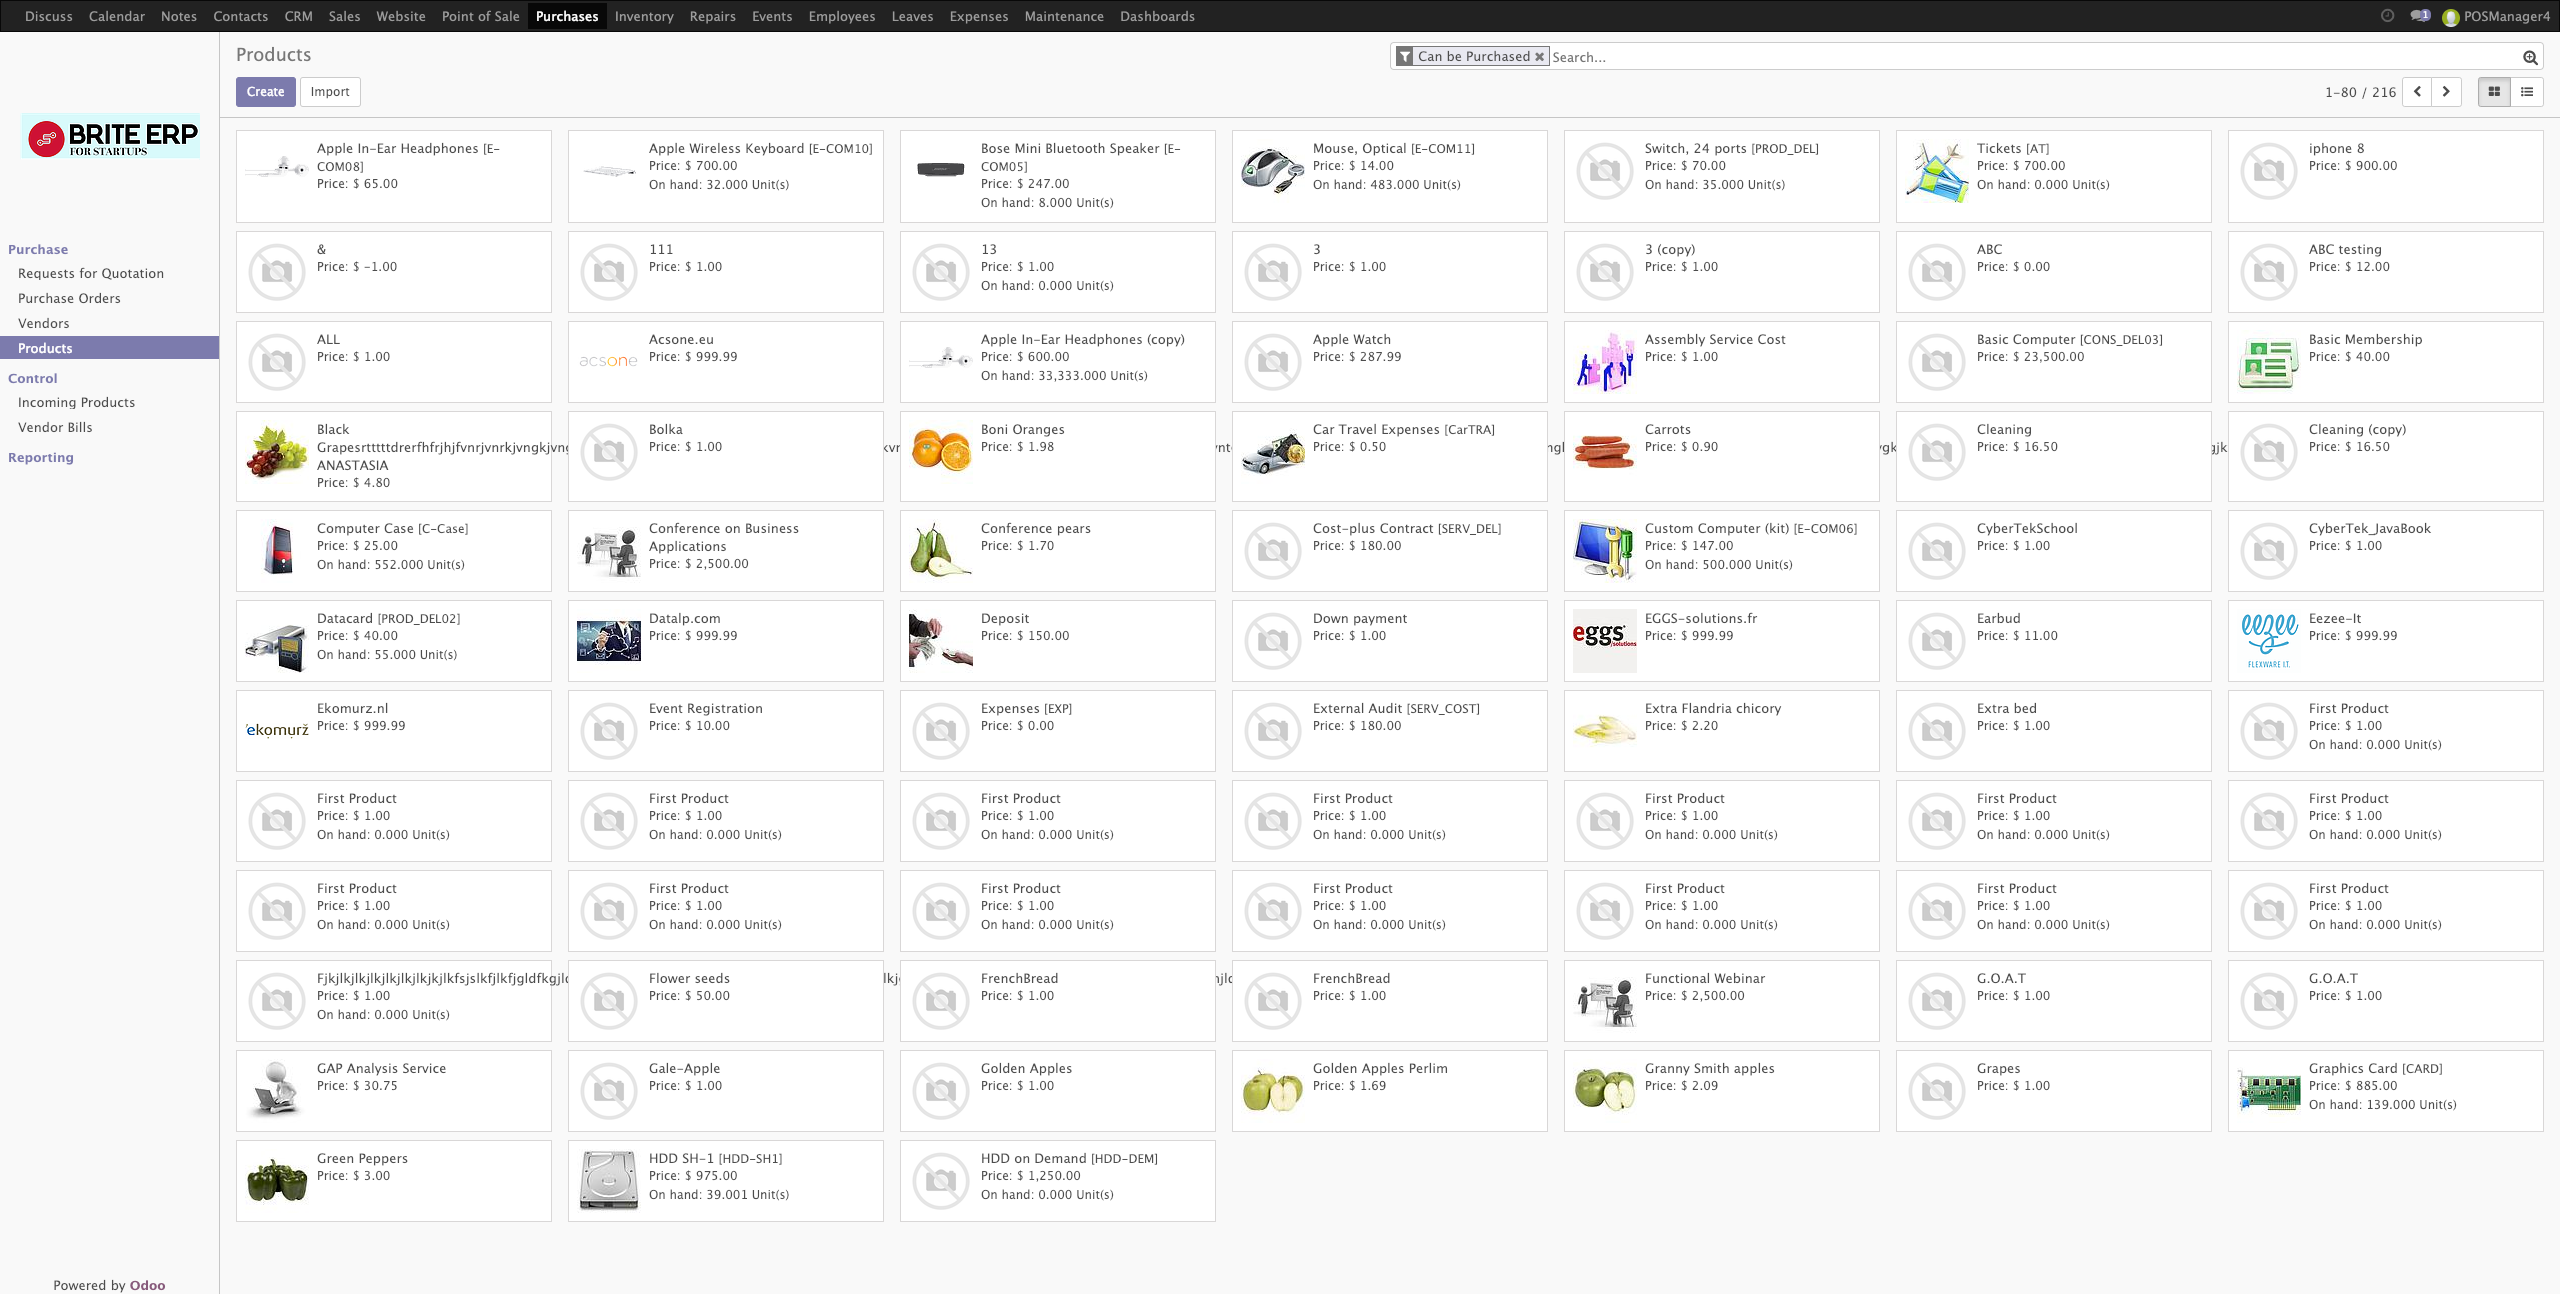 Discuss Calendar Notes Contacts CRM Sales Website Point of Sale Purchases Inventory Repairs Events Employees Leaves Expenses Maintenance Dashboards 1 POSManager4
Products
Can be Purchased Search...
Create Import
1-80 / 216
BRITE ERP
FOR STARTUPS
Purchase
Requests for Quotation
Purchase Orders
Vendors
Products
Control
Incoming Products
Vendor Bills
Reporting
Powered by Odoo
Apple In-Ear Headphones [E-
COM08]
Price: $ 65.00
Apple Wireless Keyboard [E-COM10]
Price: $ 700.00
On hand: 32.000 Unit(s)
Bose Mini Bluetooth Speaker [E-
COM05]
Price: $ 247.00
On hand: 8.000 Unit(s)
Mouse, Optical [E-COM11]
Price: $ 14.00
On hand: 483.000 Unit(s)
Switch, 24 ports [PROD_DEL]
Price: $ 70.00
On hand: 35.000 Unit(s)
Tickets [AT]
Price: $ 700.00
On hand: 0.000 Unit(s)
iphone 8
Price: $ 900.00
&
Price: $ -1.00
111
Price: $ 1.00
13
Price: $ 1.00
On hand: 0.000 Unit(s)
3
Price: $ 1.00
3 (copy)
Price: $ 1.00
ABC
Price: $ 0.00
ABC testing
Price: $ 12.00
ALL
Price: $ 1.00
acsone
Acsone.eu
Price: $ 999.99
Apple In-Ear Headphones (copy)
Price: $ 600.00
On hand: 33,333.000 Unit(s)
Apple Watch
Price: $ 287.99
Assembly Service Cost
Price: $ 1.00
Basic Computer [CONS_DEL03]
Price: $ 23,500.00
Basic Membership
Price: $ 40.00
Black
ANASTASIA
Price: $ 4.80
Bolka
Price: $ 1.00
Boni Oranges
Price: $ 1.98
Car Travel Expenses [CarTRA]
Price: $ 0.50
Carrots
Price: $ 0.90
Cleaning
Price: $ 16.50
Cleaning (copy)
Price: $ 16.50
Computer Case [C-Case]
Price: $ 25.00
On hand: 552.000 Unit(s)
Conference on Business
Applications
Price: $ 2,500.00
Conference pears
Price: $ 1.70
Cost-plus Contract [SERV_DEL]
Price: $ 180.00
Custom Computer (kit) [E-COM06]
Price: $ 147.00
On hand: 500.000 Unit(s)
CyberTekSchool
Price: $ 1.00
CyberTek_JavaBook
Price: $ 1.00
Datacard [PROD_DEL02]
Price: $ 40.00
On hand: 55.000 Unit(s)
Datalp.com
Price: $ 999.99
Deposit
Price: $ 150.00
Down payment
Price: $ 1.00
eggs
solutions
EGGS-solutions.fr
Price: $ 999.99
Earbud
Price: $ 11.00
eezee
FLEXWARE I.T.
Eezee-It
Price: $ 999.99
ekomurz
Ekomurz.nl
Price: $ 999.99
Event Registration
Price: $ 10.00
Expenses [EXP]
Price: $ 0.00
External Audit [SERV_COST]
Price: $ 180.00
Extra Flandria chicory
Price: $ 2.20
Extra bed
Price: $ 1.00
First Product
Price: $ 1.00
On hand: 0.000 Unit(s)
First Product
Price: $ 1.00
On hand: 0.000 Unit(s)
First Product
Price: $ 1.00
On hand: 0.000 Unit(s)
First Product
Price: $ 1.00
On hand: 0.000 Unit(s)
First Product
Price: $ 1.00
On hand: 0.000 Unit(s)
First Product
Price: $ 1.00
On hand: 0.000 Unit(s)
First Product
Price: $ 1.00
On hand: 0.000 Unit(s)
First Product
Price: $ 1.00
On hand: 0.000 Unit(s)
First Product
Price: $ 1.00
On hand: 0.000 Unit(s)
First Product
Price: $ 1.00
On hand: 0.000 Unit(s)
First Product
Price: $ 1.00
On hand: 0.000 Unit(s)
First Product
Price: $ 1.00
On hand: 0.000 Unit(s)
First Product
Price: $ 1.00
On hand: 0.000 Unit(s)
First Product
Price: $ 1.00
On hand: 0.000 Unit(s)
First Product
Price: $ 1.00
On hand: 0.000 Unit(s)
Price: $ 1.00
On hand: 0.000 Unit(s)
Flower seeds
Price: $ 50.00
FrenchBread
Price: $ 1.00
FrenchBread
Price: $ 1.00
Functional Webinar
Price: $ 2,500.00
G.O.A.T
Price: $ 1.00
G.O.A.T
Price: $ 1.00
GAP Analysis Service
Price: $ 30.75
Gale-Apple
Price: $ 1.00
Golden Apples
Price: $ 1.00
Golden Apples Perlim
Price: $ 1.69
Granny Smith apples
Price: $ 2.09
Grapes
Price: $ 1.00
Graphics Card [CARD]
Price: $ 885.00
On hand: 139.000 Unit(s)
Green Peppers
Price: $ 3.00
HDD SH-1 [HDD-SH1]
Price: $ 975.00
On hand: 39.001 Unit(s)
HDD on Demand [HDD-DEM]
Price: $ 1,250.00
On hand: 0.000 Unit(s)